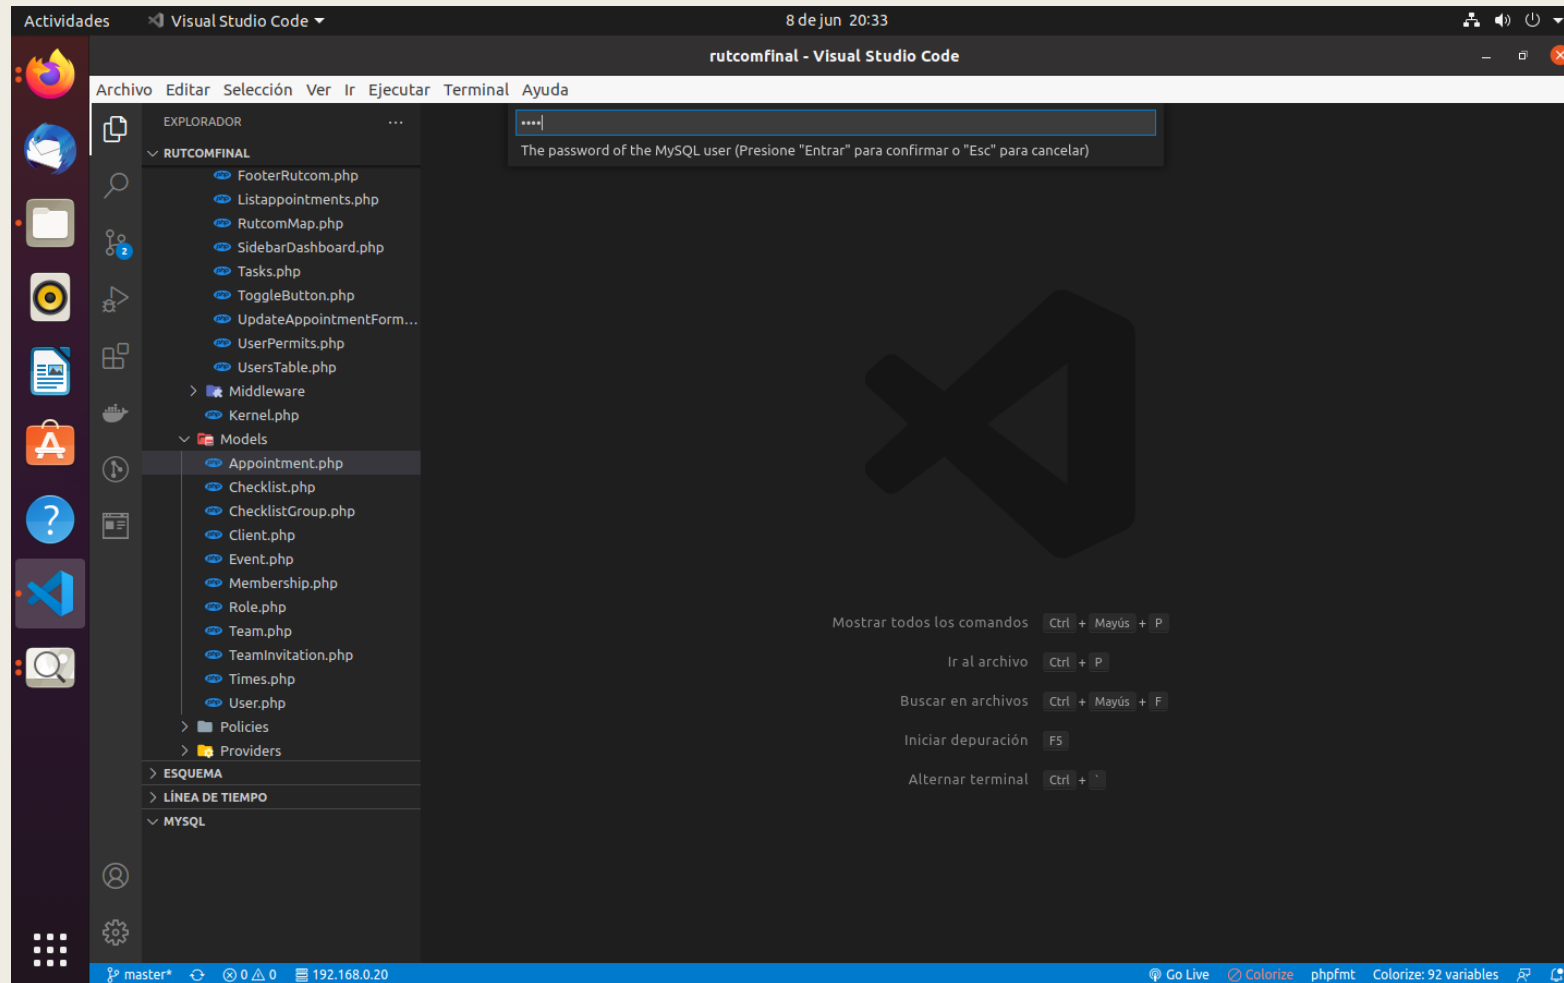 Actividades Visual Studio Code 8 de jun 20:33
rutcomfinal - Visual Studio Code
Archivo Editar Selección Ver Ir Ejecutar Terminal Ayuda
EXPLORADOR ...
RUTCOMFINAL
••••
The password of the MySQL user (Presione "Entrar" para confirmar o "Esc" para cancelar)
FooterRutcom.php
Listappointments.php
RutcomMap.php
SidebarDashboard.php
Tasks.php
ToggleButton.php
UpdateAppointmentForm...
UserPermits.php
UsersTable.php
Middleware
Kernel.php
Models
Appointment.php
Checklist.php
ChecklistGroup.php
Client.php
Event.php
Membership.php
Role.php
Team.php
TeamInvitation.php
Times.php
User.php
Policies
Providers
ESQUEMA
LÍNEA DE TIEMPO
MYSQL
2
Mostrar todos los comandos Ctrl + Mayús + P
Ir al archivo Ctrl + P
Buscar en archivos Ctrl + Mayús + F
Iniciar depuración F5
Alternar terminal Ctrl + `
master* 0 0 192.168.0.20 Go Live Colorize phpfmt Colorize: 92 variables